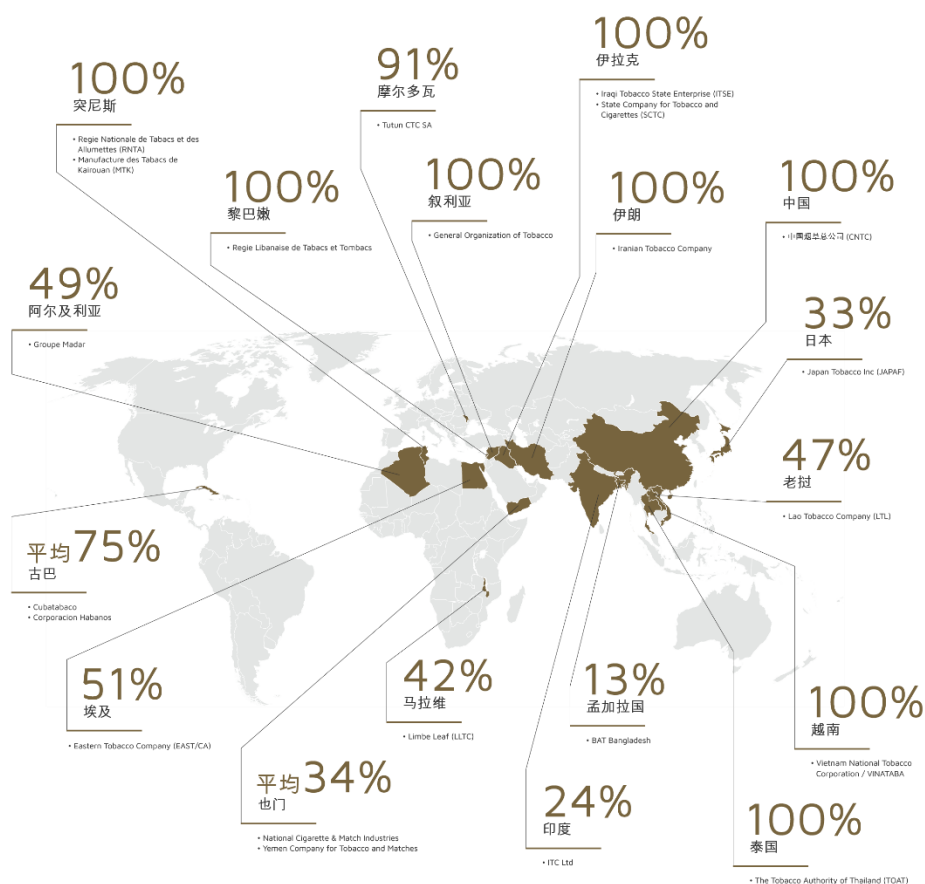 100%
突尼斯
• Regie Nationale de Tabacs et des
Allumettes (RNTA)
• Manufacture des Tabacs de
Kairouan (MTK)
91%
摩尔多瓦
• Tutun CTC SA
100%
伊拉克
• Iraqi Tobacco State Enterprise (ITSE)
• State Company for Tobacco and
Cigarettes (SCTC)
100%
黎巴嫩
• Regie Libanaise de Tabacs et Tombacs
100%
叙利亚
• General Organization of Tobacco
100%
伊朗
• Iranian Tobacco Company
100%
中国
• 中国烟草总公司 (CNTC)
49%
阿尔及利亚
• Groupe Madar
33%
日本
• Japan Tobacco Inc (JAPAF)
47%
老挝
• Lao Tobacco Company (LTL)
平均75%
古巴
• Cubatabaco
• Corporacion Habanos
51%
埃及
• Eastern Tobacco Company (EAST/CA)
42%
马拉维
• Limbe Leaf (LLTC)
13%
孟加拉国
• BAT Bangladesh
100%
越南
• Vietnam National Tobacco
Corporation / VINATABA
平均34%
也门
• National Cigarette & Match Industries
• Yemen Company for Tobacco and Matches
24%
印度
• ITC Ltd
100%
泰国
• The Tobacco Authority of Thailand (TOAT)